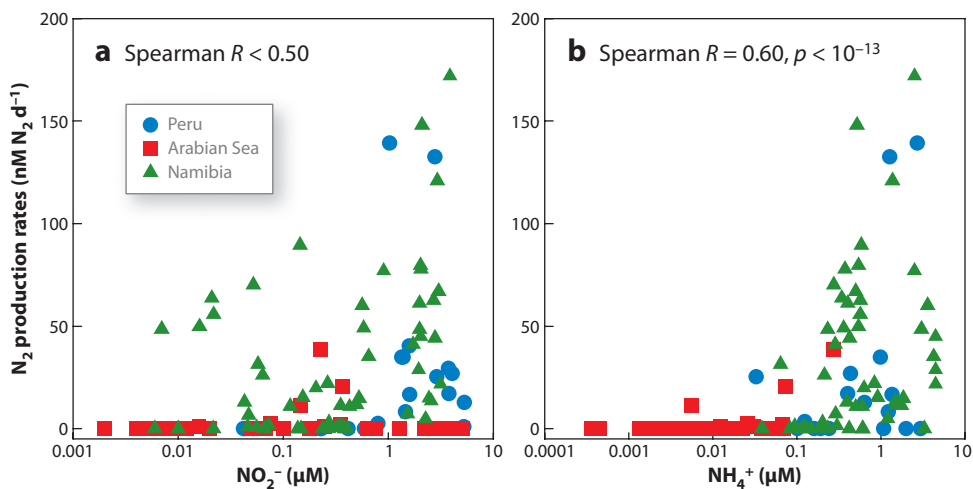 a Spearman R < 0.50
b Spearman R = 0.60, p < 10⁻¹³
Peru
Arabian Sea
Namibia
N₂ production rates (nM N₂ d⁻¹)
200
150
100
50
0
0.001
0.01
0.1
1
10
NO₂⁻ (μM)
200
150
100
50
0
0.0001
0.001
0.01
0.1
1
10
NH₄⁺ (μM)